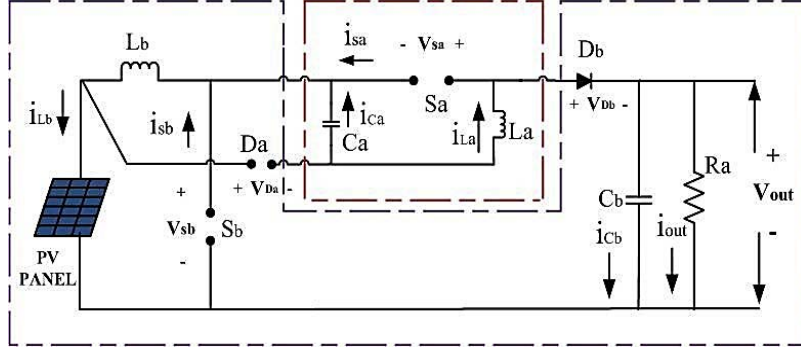 Lb
isa
- Vsa +
Db
iLb
isb
iCa
Sa
+ VDb -
Da
Ca
iLa
La
+ VDa -
Ra
+
Vsb
Sb
-
Cb
+
Vout
-
iCb
iout
PV
PANEL